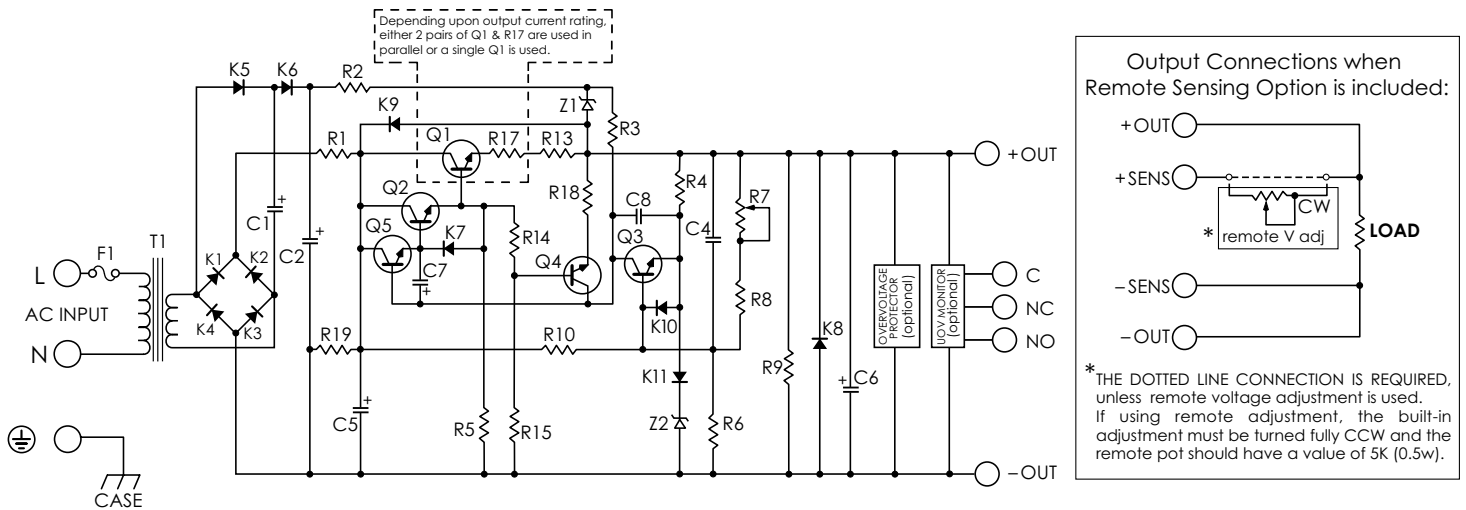 Depending upon output current rating,
either 2 pairs of Q1 & R17 are used in
parallel or a single Q1 is used.
K5
K6
R2
K9
Z1
R3
R1
Q1
R17
R13
+OUT
Q2
R18
C8
R4
R7
C1
+
C2
+
Q5
K7
R14
Q3
C4
F1
T1
L
K1
K2
C7
+
Q4
AC INPUT
K4
K3
R19
R10
K10
R8
N
OVERVOLTAGE
PROTECTOR
(optional)
UOV MONITOR
(optional)
C
NC
NO
K8
K11
R9
+
C6
C5
+
R5
R15
Z2
R6
−OUT
CASE
Output Connections when
Remote Sensing Option is included:
+OUT
+SENS
CW
* remote V adj
LOAD
−SENS
−OUT
*THE DOTTED LINE CONNECTION IS REQUIRED,
unless remote voltage adjustment is used.
If using remote adjustment, the built-in
adjustment must be turned fully CCW and the
remote pot should have a value of 5K (0.5w).